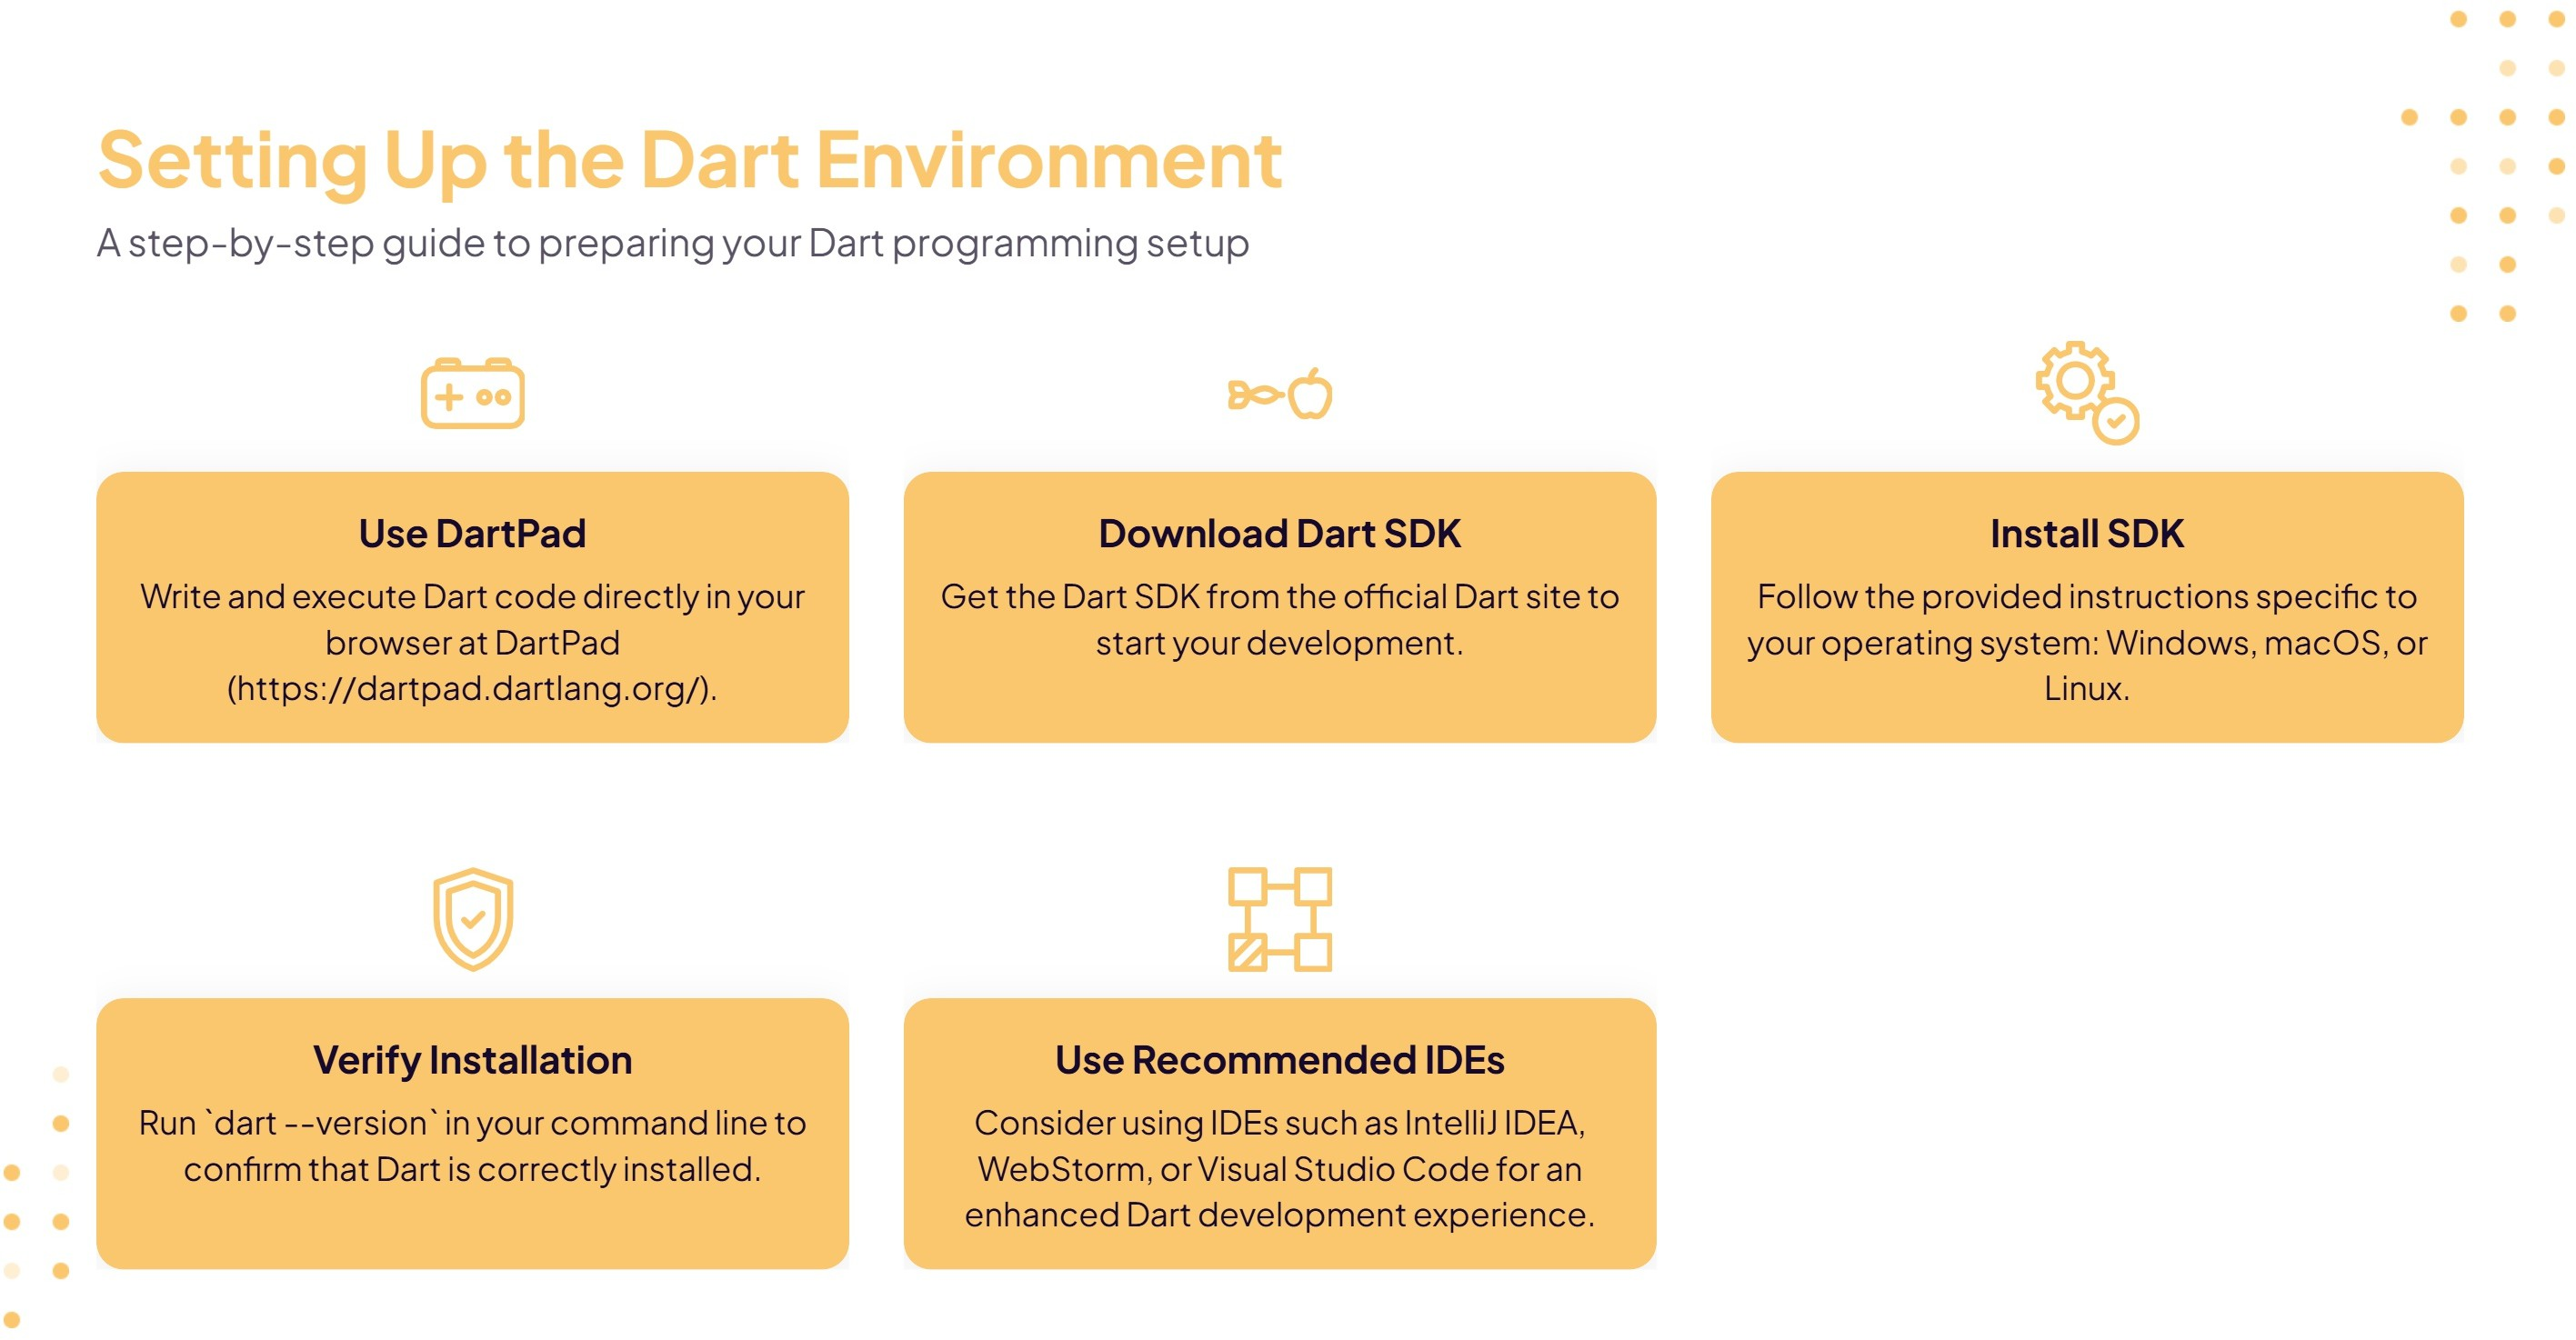 Setting Up the Dart Environment
A step-by-step guide to preparing your Dart programming setup
Use DartPad
Write and execute Dart code directly in your
browser at DartPad
(https://dartpad.dartlang.org/).
Download Dart SDK
Get the Dart SDK from the official Dart site to
start your development.
Install SDK
Follow the provided instructions specific to
your operating system: Windows, macOS, or
Linux.
Verify Installation
Run `dart --version` in your command line to
confirm that Dart is correctly installed.
Use Recommended IDEs
Consider using IDEs such as IntelliJ IDEA,
WebStorm, or Visual Studio Code for an
enhanced Dart development experience.